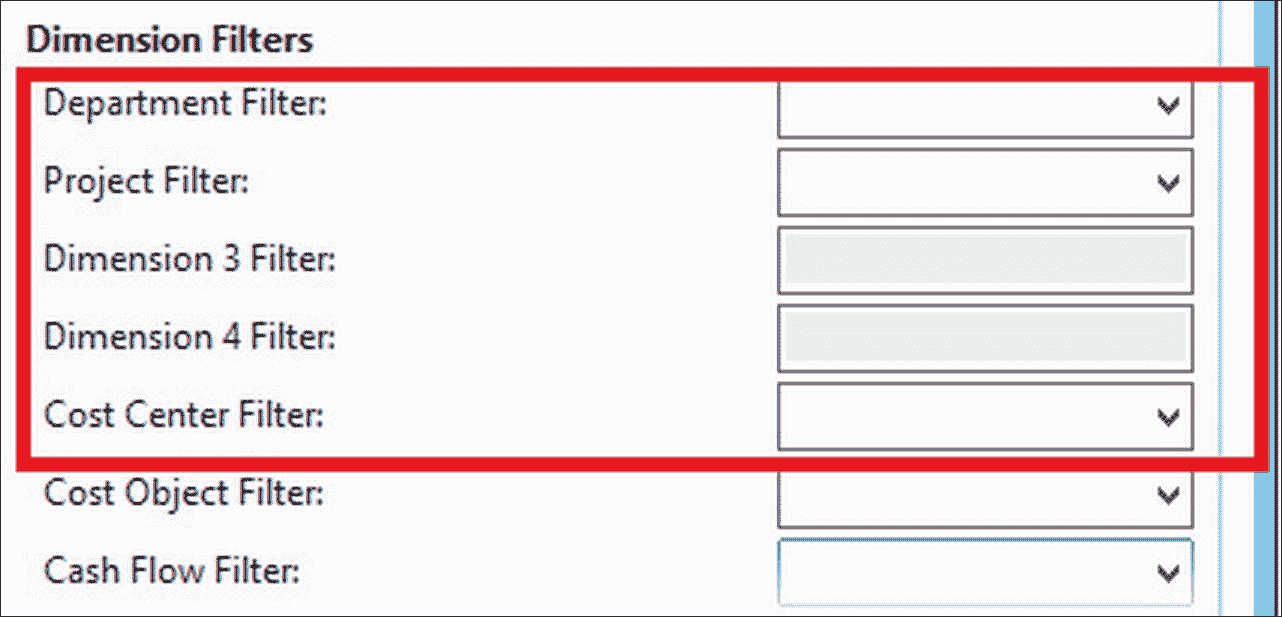 Dimension Filters
Department Filter:
Project Filter:
Dimension 3 Filter:
Dimension 4 Filter:
Cost Center Filter:
Cost Object Filter:
Cash Flow Filter: